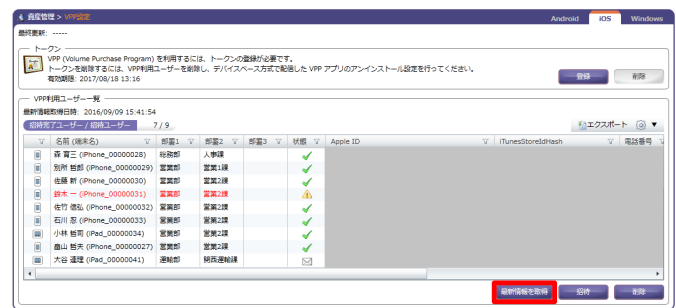 資産管理 > VPP設定
Android iOS Windows
最終更新: -----
トークン
VPP (Volume Purchase Program) を利用するには、トークンの登録が必要です。
トークンを削除するには、VPP利用ユーザーを削除し、デバイスベース方式で配信した VPP アプリのアンインストール設定を行ってください。
有効期限: 2017/08/18 13:16
登録 削除
VPP利用ユーザー一覧
最新情報取得日時: 2016/09/09 15:41:54
招待完了ユーザー / 招待ユーザー 7 / 9
エクスポート
名前 (端末名) 部署1 部署2 部署3 状態 Apple ID iTunesStoreIdHash 電話番号
森 育三 (iPhone_00000028) 総務部 人事課
別所 哲郎 (iPhone_00000029) 営業部 営業1課
佐藤 新 (iPhone_00000030) 営業部 営業2課
鈴木 一 (iPhone_00000031) 営業部 営業2課
佐竹 信弘 (iPhone_00000032) 営業部 営業2課
石川 忍 (iPhone_00000033) 営業部 営業2課
小林 哲司 (iPad_00000034) 営業部 営業2課
畠山 哲夫 (iPhone_00000027) 営業部 営業2課
大谷 連理 (iPad_00000041) 運輸部 関西運輸課
最新情報を取得 招待 削除